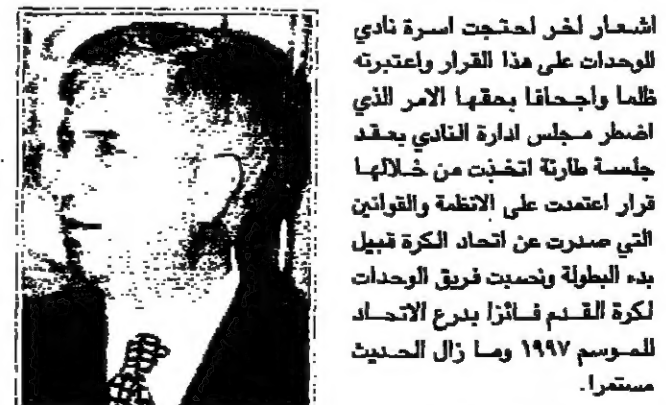 اشعار اخر احتجت اسرة نادي
الوحدات على هذا القرار واعتبرته
ظلما واجحافا بحقها الامر الذي
اضطر مجلس ادارة النادي بعقد
جلسة طارئة اتخذت من خلالها
قرار اعتمدت على الانظمة والقوانين
التي صدرت عن اتحاد الكرة قبيل
بدء البطولة ونصبت فريق الوحدات
لكرة القدم فائزا بدرع الاتحاد
للموسم ١٩٩٧ وما زال الحديث
مستمرا.